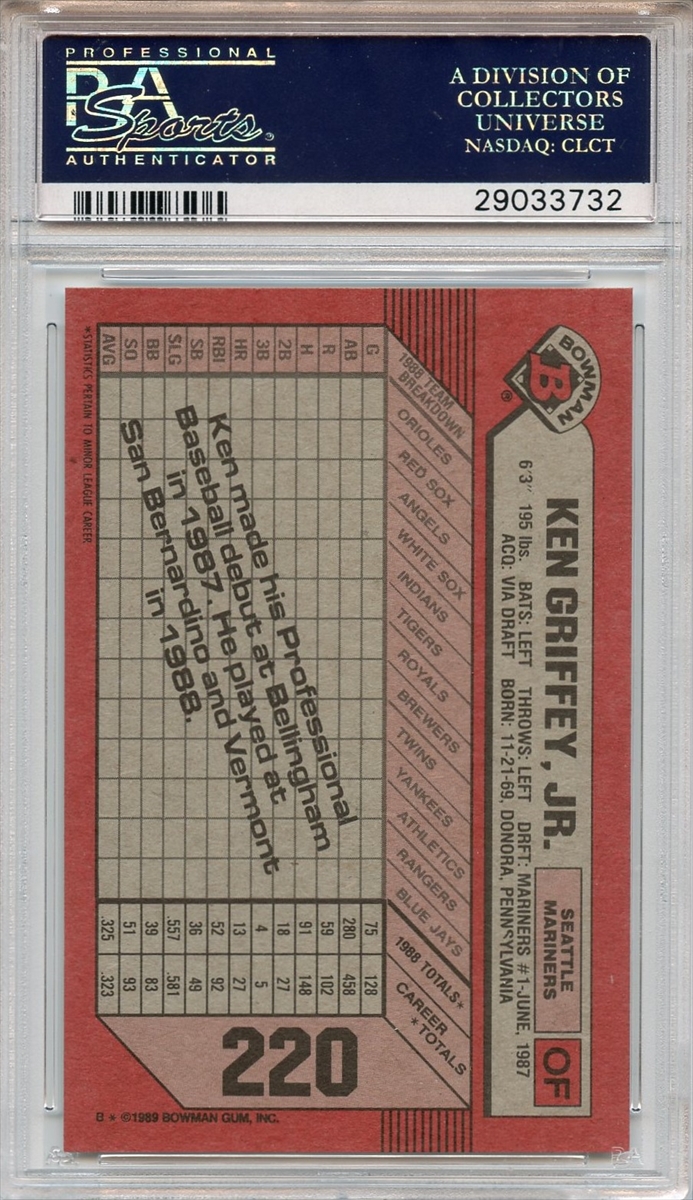 PROFESSIONAL
PSA
Sports
AUTHENTICATOR
A DIVISION OF
COLLECTORS
UNIVERSE
NASDAQ: CLCT
29033732
BOWMAN
B
®
KEN GRIFFEY, JR.
SEATTLE
MARINERS
OF
6'3" 195 lbs. BATS: LEFT THROWS: LEFT DRFT: MARINERS #1-JUNE, 1987
ACQ: VIA DRAFT BORN: 11-21-69, DONORA, PENNSYLVANIA
1988 TEAM
BREAKDOWN
ORIOLES
RED SOX
ANGELS
WHITE SOX
INDIANS
TIGERS
ROYALS
BREWERS
TWINS
YANKEES
ATHLETICS
RANGERS
BLUE JAYS
1988 TOTALS*
CAREER
*TOTALS
G 75 128
AB 280 458
R 59 102
H 91 148
2B 18 27
3B 4 5
HR 13 27
RBI 52 92
SB 36 49
SLG .557 .581
BB 39 83
SO 51 93
AVG .325 .323
Ken made his Professional
Baseball debut at Bellingham
in 1987. He played at
San Bernardino and Vermont
in 1988.
*STATISTICS PERTAIN TO MINOR LEAGUE CAREER
220
B * ©1989 BOWMAN GUM, INC.